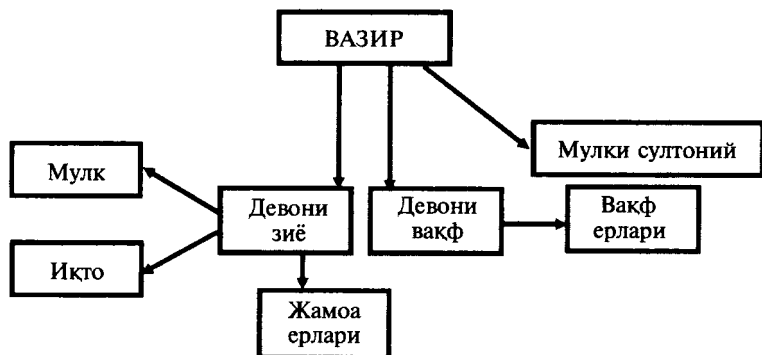 ВАЗИР
Мулки султоний
Мулк
Девони
зиё
Девони
вақф
Вақф
ерлари
Иқто
Жамоа
ерлари